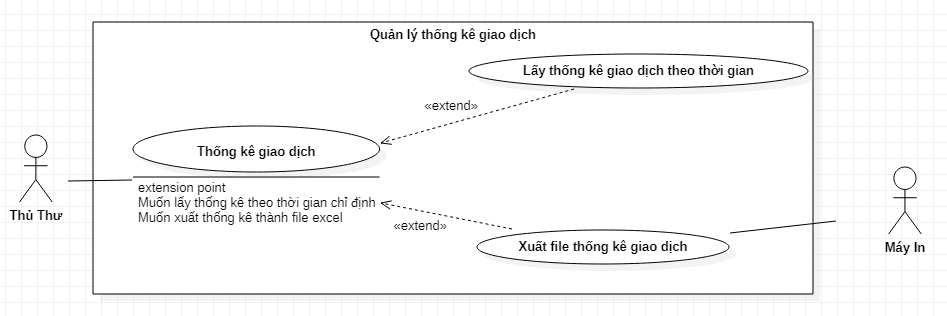 Quản lý thống kê giao dịch
Lấy thống kê giao dịch theo thời gian
«extend»
Thống kê giao dịch
extension point
Muốn lấy thống kê theo thời gian chỉ định
Muốn xuất thống kê thành file excel
Thủ Thư
«extend»
Xuất file thống kê giao dịch
Máy In